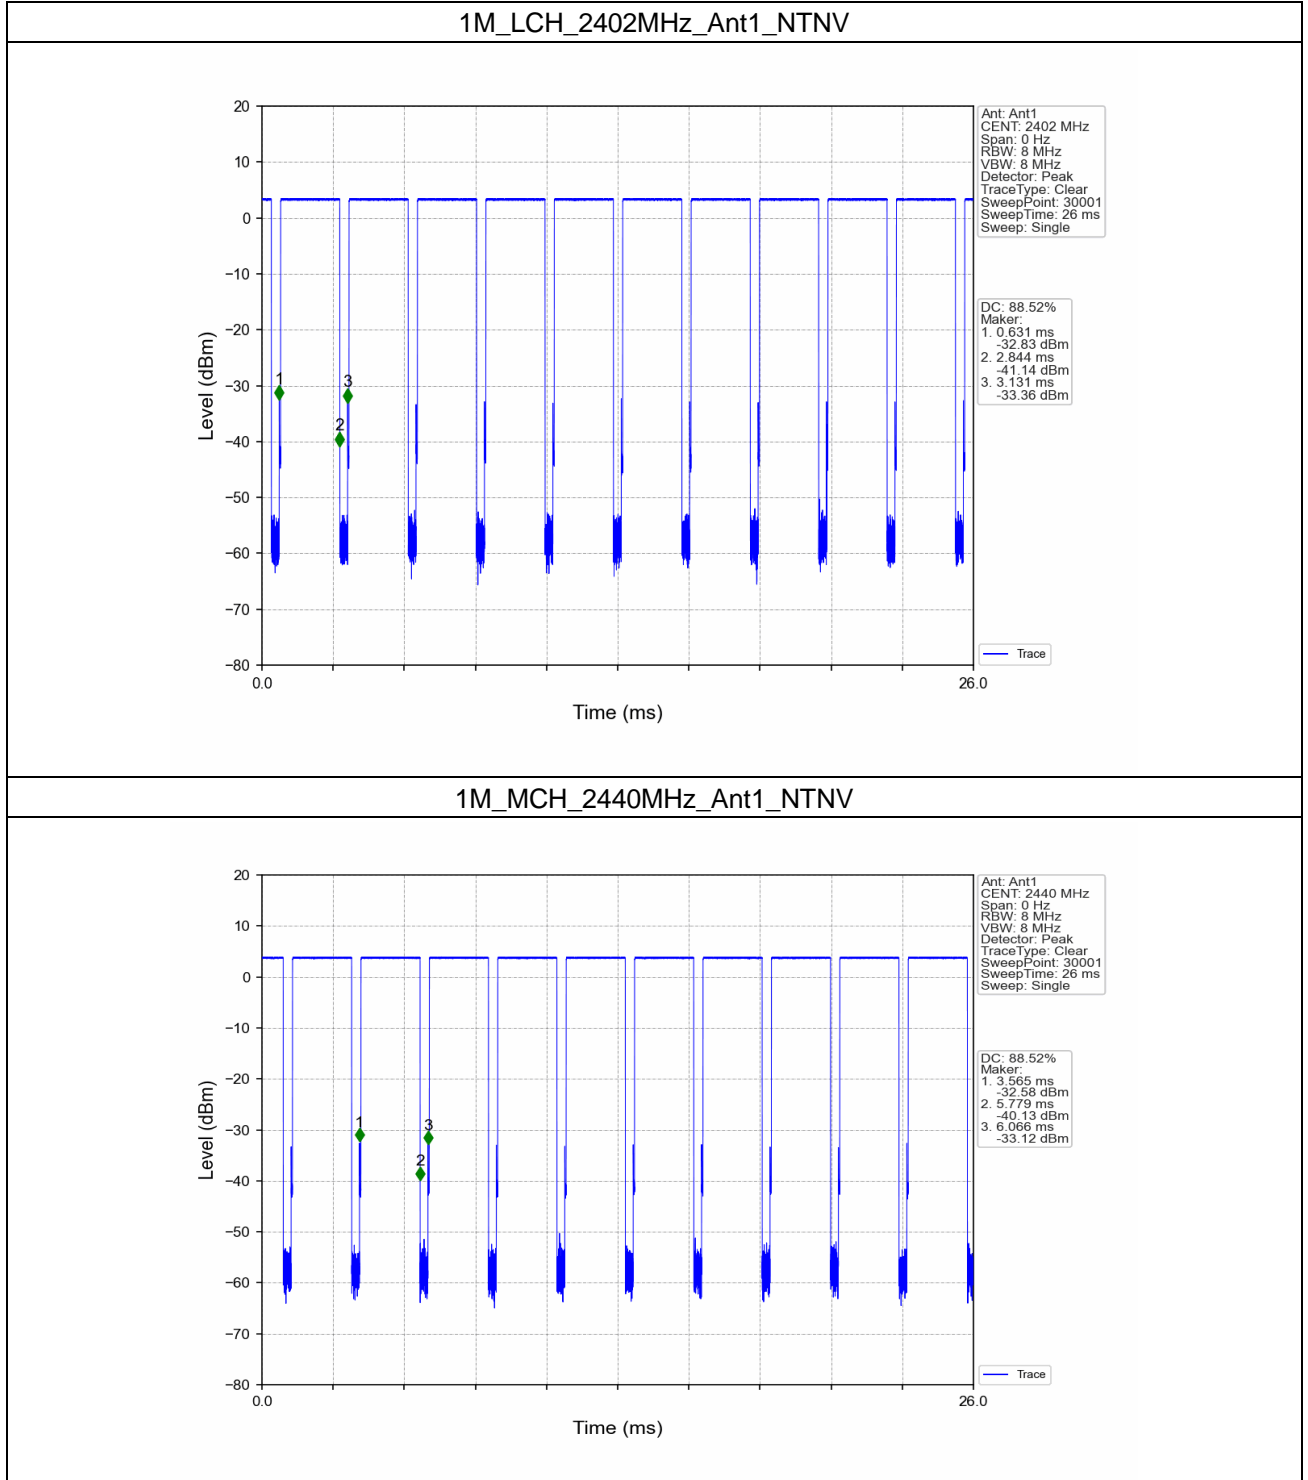 1M_LCH_2402MHz_Ant1_NTNV
20
10
0
−10
−20
−30
−40
−50
−60
−70
−80
Level (dBm)
1
2
3
0.0
26.0
Time (ms)
Ant: Ant1
CENT: 2402 MHz
Span: 0 Hz
RBW: 8 MHz
VBW: 8 MHz
Detector: Peak
TraceType: Clear
SweepPoint: 30001
SweepTime: 26 ms
Sweep: Single
DC: 88.52%
Maker:
1. 0.631 ms
-32.83 dBm
2. 2.844 ms
-41.14 dBm
3. 3.131 ms
-33.36 dBm
Trace
1M_MCH_2440MHz_Ant1_NTNV
20
10
0
−10
−20
−30
−40
−50
−60
−70
−80
Level (dBm)
1
2
3
0.0
26.0
Time (ms)
Ant: Ant1
CENT: 2440 MHz
Span: 0 Hz
RBW: 8 MHz
VBW: 8 MHz
Detector: Peak
TraceType: Clear
SweepPoint: 30001
SweepTime: 26 ms
Sweep: Single
DC: 88.52%
Maker:
1. 3.565 ms
-32.58 dBm
2. 5.779 ms
-40.13 dBm
3. 6.066 ms
-33.12 dBm
Trace